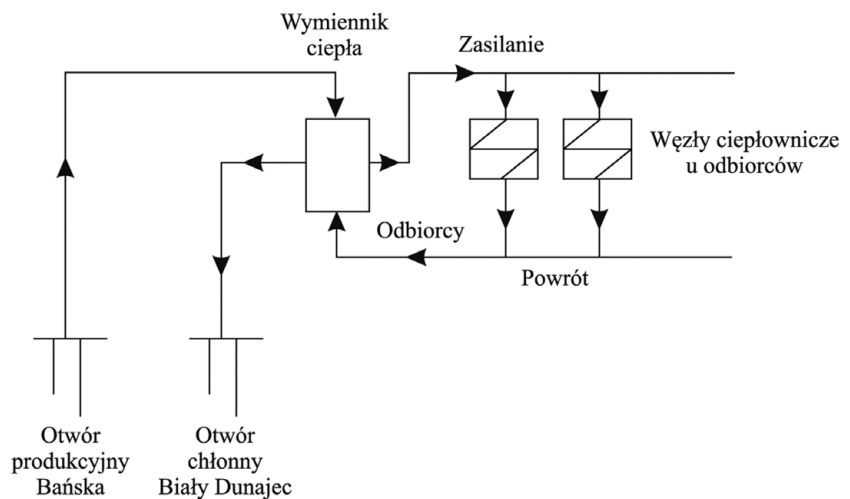 Wymiennik
ciepła
Zasilanie
Węzły ciepłownicze
u odbiorców
Odbiorcy
Powrót
Otwór
produkcyjny
Bańska
Otwór
chłonny
Biały Dunajec